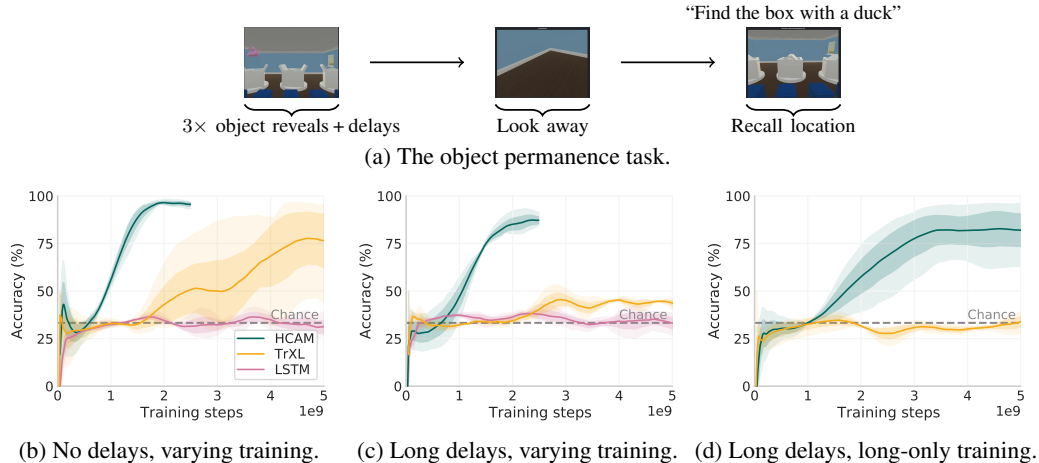 “Find the box with a duck”
3× object reveals + delays
Look away
Recall location
(a) The object permanence task.
100
75
50
25
0
Accuracy (%)
Chance
HCAM
TrXL
LSTM
0 1 2 3 4 5
Training steps
1e9
(b) No delays, varying training.
100
75
50
25
0
Accuracy (%)
Chance
0 1 2 3 4 5
Training steps
1e9
(c) Long delays, varying training.
100
75
50
25
0
Accuracy (%)
Chance
0 1 2 3 4 5
Training steps
1e9
(d) Long delays, long-only training.